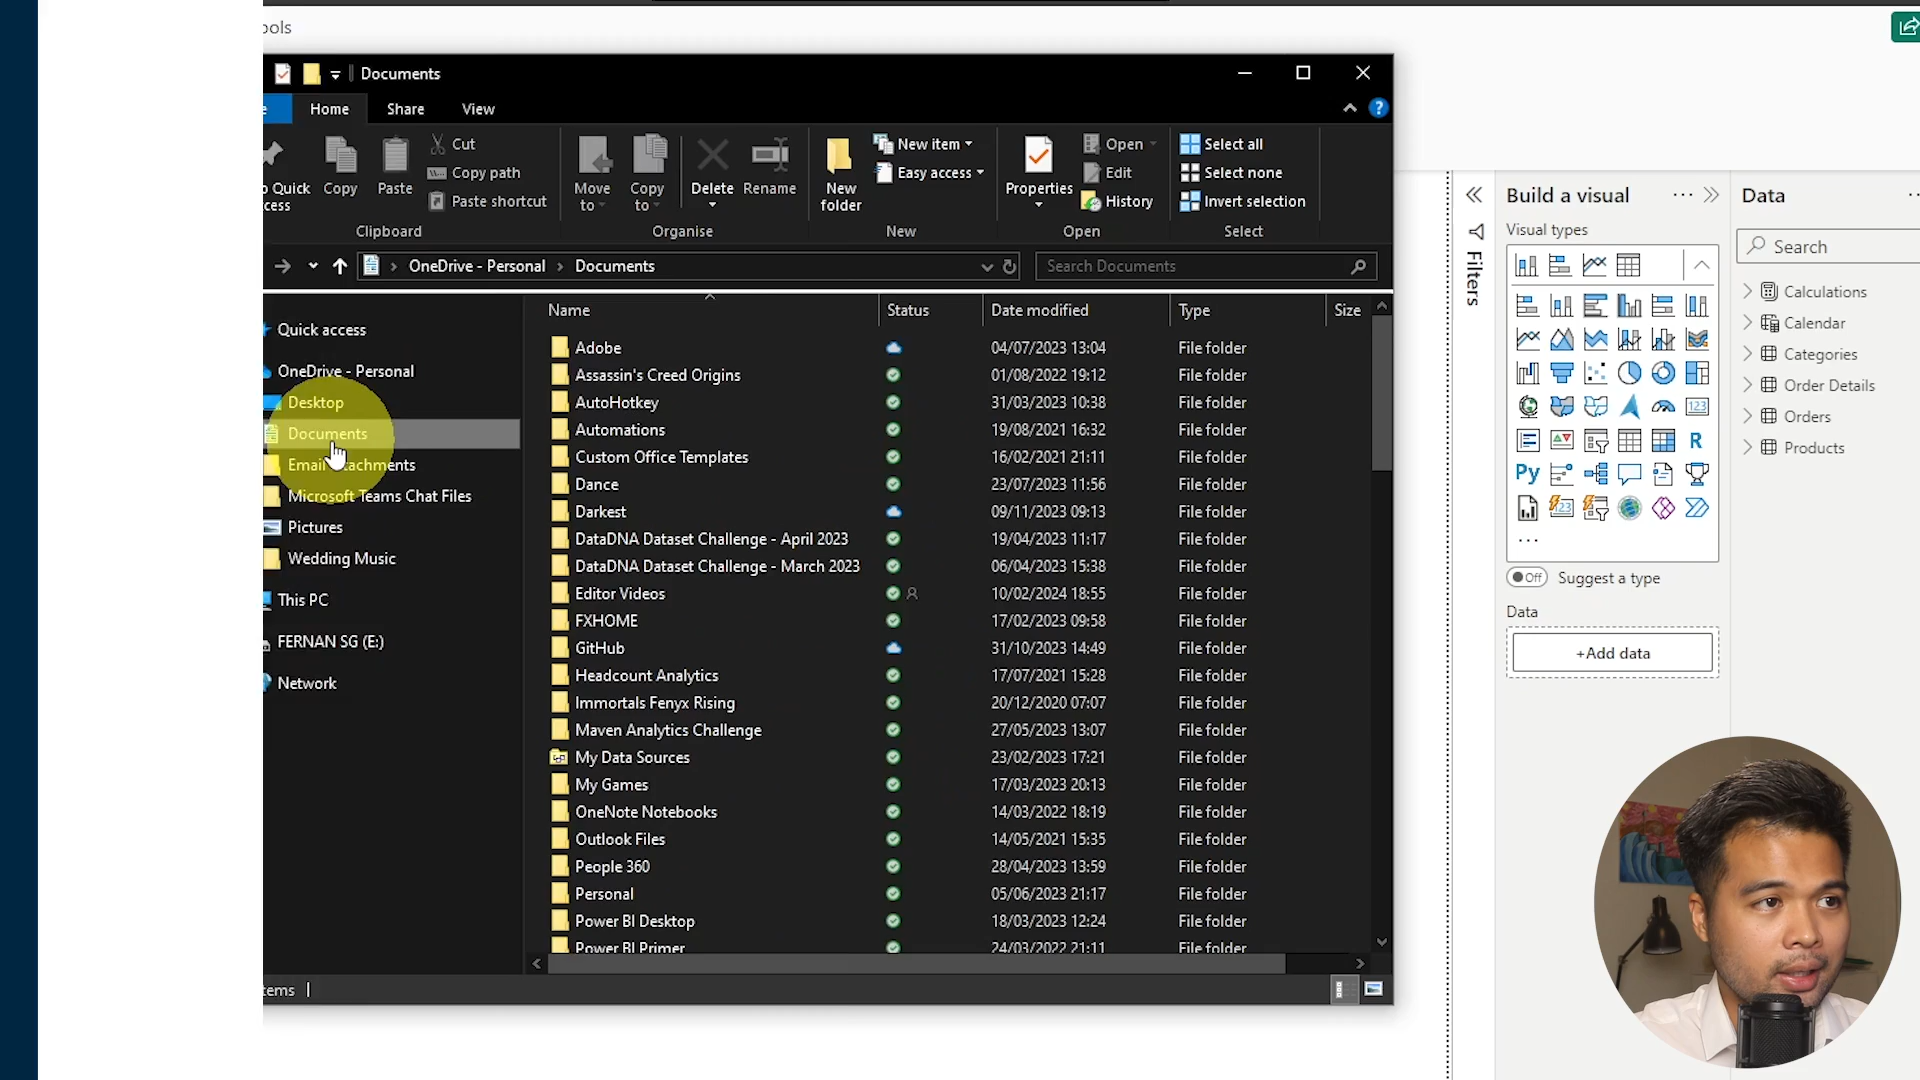 ools
Documents
Home
Share
View
Cut
Copy path
Paste shortcut
o Quick
cess
Copy
Paste
Clipboard
Move
to
Copy
to
Delete
Rename
Organise
New
folder
New item
Easy access
New
Properties
Open
Edit
History
Open
Select all
Select none
Invert selection
Select
OneDrive - Personal
Documents
Search Documents
Quick access
OneDrive - Personal
Desktop
Documents
Microsoft Teams Chat Files
Pictures
Wedding Music
This PC
FERNAN SG (E:)
Network
Name Status Date modified Type Size
Adobe 04/07/2023 13:04 File folder
Assassin's Creed Origins 01/08/2022 19:12 File folder
AutoHotkey 31/03/2023 10:38 File folder
Automations 19/08/2021 16:32 File folder
Custom Office Templates 16/02/2021 21:11 File folder
Dance 23/07/2023 11:56 File folder
Darkest 09/11/2023 09:13 File folder
DataDNA Dataset Challenge - April 2023 19/04/2023 11:17 File folder
DataDNA Dataset Challenge - March 2023 06/04/2023 15:38 File folder
Editor Videos 10/02/2024 18:55 File folder
FXHOME 17/02/2023 09:58 File folder
GitHub 31/10/2023 14:49 File folder
Headcount Analytics 17/07/2021 15:28 File folder
Immortals Fenyx Rising 20/12/2020 07:07 File folder
Maven Analytics Challenge 27/05/2023 13:07 File folder
My Data Sources 23/02/2023 17:21 File folder
My Games 17/03/2023 20:13 File folder
OneNote Notebooks 14/03/2022 18:19 File folder
Outlook Files 14/05/2021 15:35 File folder
People 360 28/04/2023 13:59 File folder
Personal 05/06/2023 21:17 File folder
Power BI Desktop 18/03/2023 12:24 File folder
Power BI Primer 24/03/2022 21:11 File folder
tems
Filters
Build a visual
Visual types
123
R
Py
123
Off Suggest a type
Data
+Add data
Data
Search
Calculations
Calendar
Categories
Order Details
Orders
Products